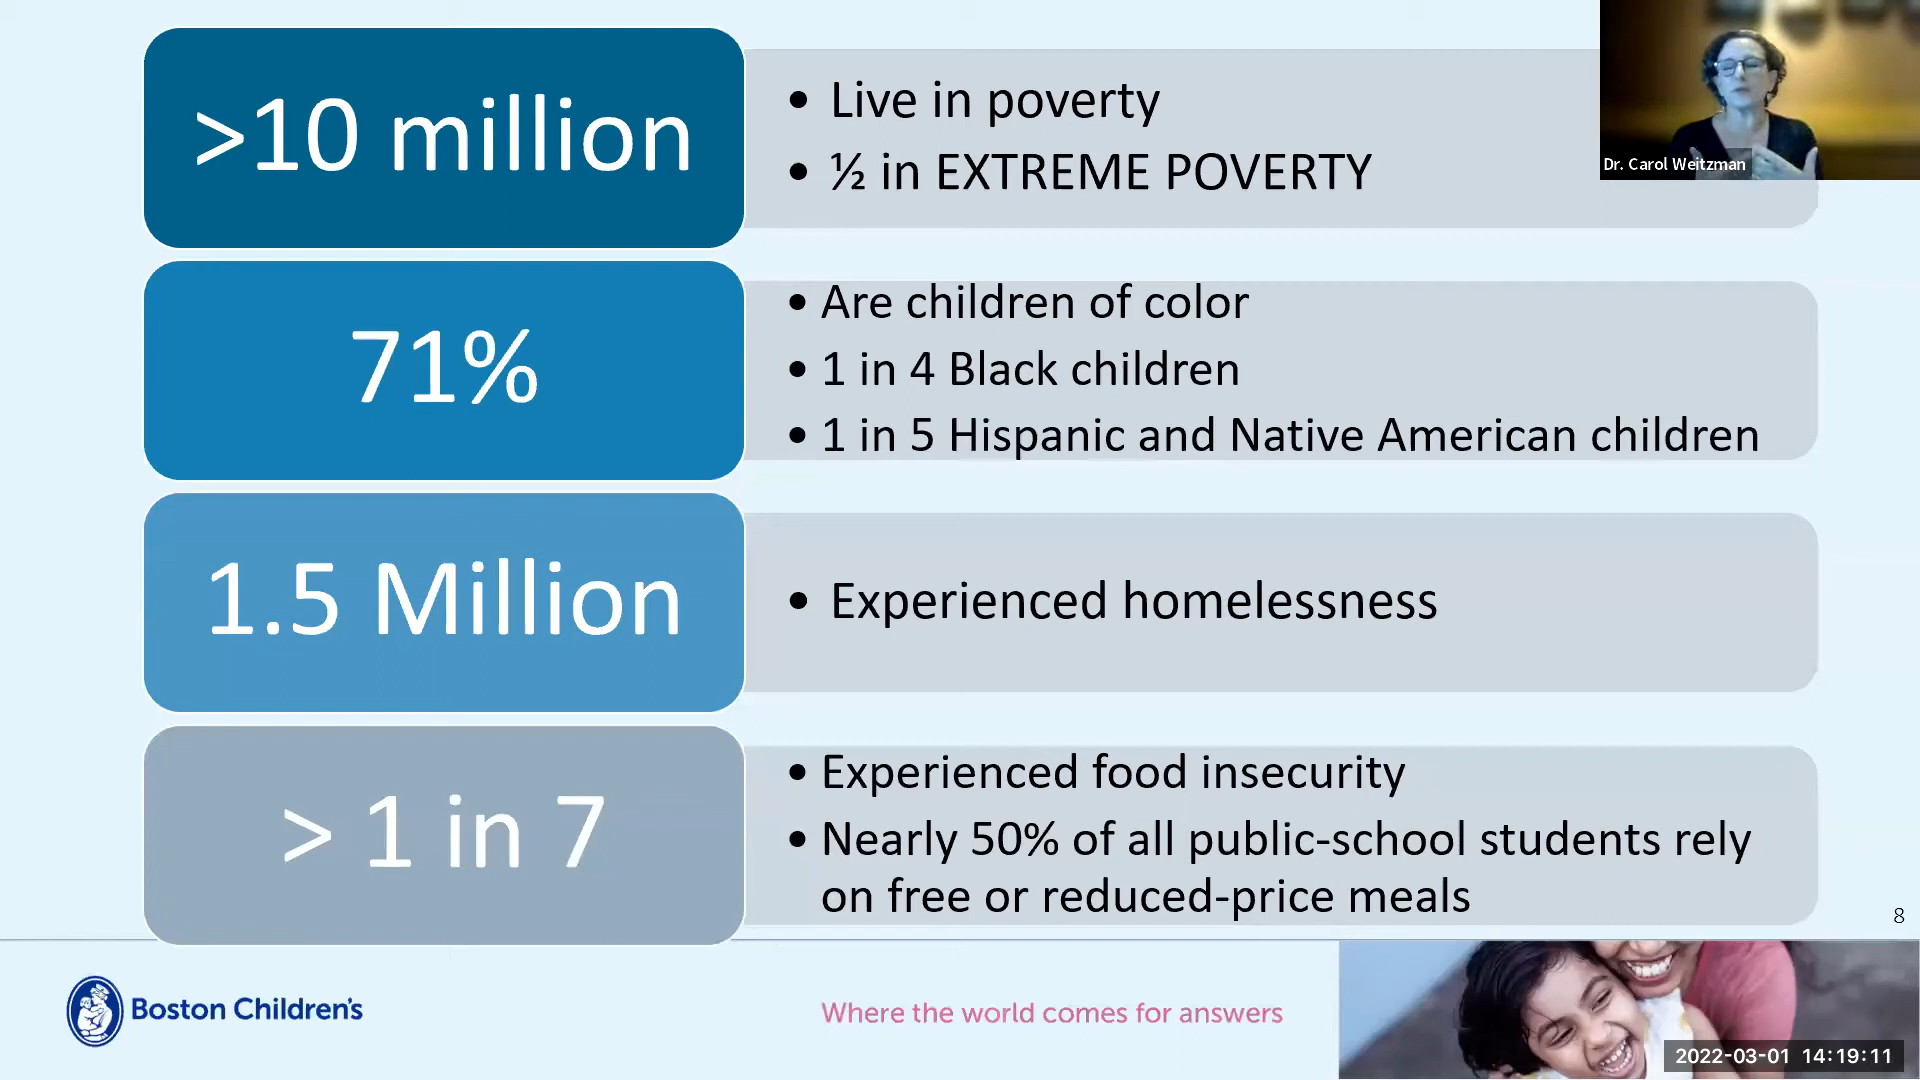 >10 million
• Live in poverty
• ½ in EXTREME POVERTY
Dr. Carol Weitzman
71%
• Are children of color
• 1 in 4 Black children
• 1 in 5 Hispanic and Native American children
1.5 Million
• Experienced homelessness
> 1 in 7
• Experienced food insecurity
• Nearly 50% of all public-school students rely
on free or reduced-price meals
8
Boston Children's
Where the world comes for answers
2022-03-01 14:19:11